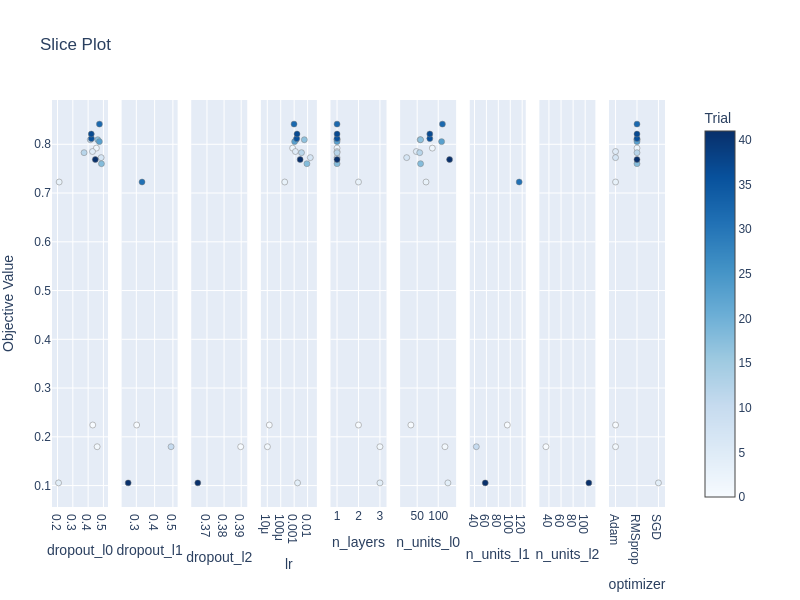 Slice Plot
Trial
Objective Value
0.8
0.7
0.6
0.5
0.4
0.3
0.2
0.1
0.2 0.3 0.4 0.5
dropout_l0
0.3 0.4 0.5
dropout_l1
0.37 0.38 0.39
dropout_l2
10μ 100μ 0.001 0.01
lr
1 2 3
n_layers
50 100
n_units_l0
40 60 80 100 120
n_units_l1
40 60 80 100
n_units_l2
Adam RMSprop SGD
optimizer
40
35
30
25
20
15
10
5
0